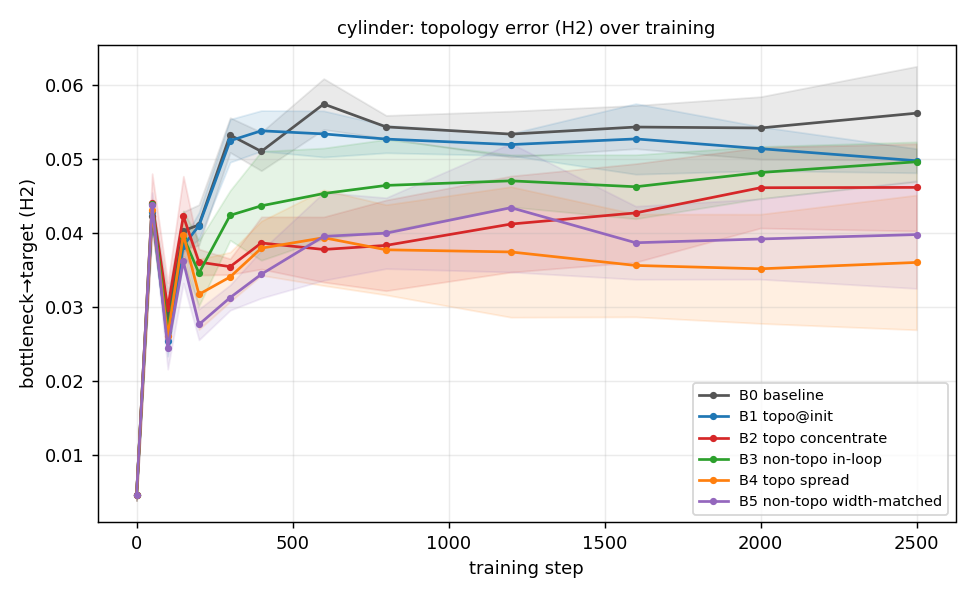 cylinder: topology error (H2) over training
bottleneck→target (H2)
0.06
0.05
0.04
0.03
0.02
0.01
B0 baseline
B1 topo@init
B2 topo concentrate
B3 non-topo in-loop
B4 topo spread
B5 non-topo width-matched
0 500 1000 1500 2000 2500
training step